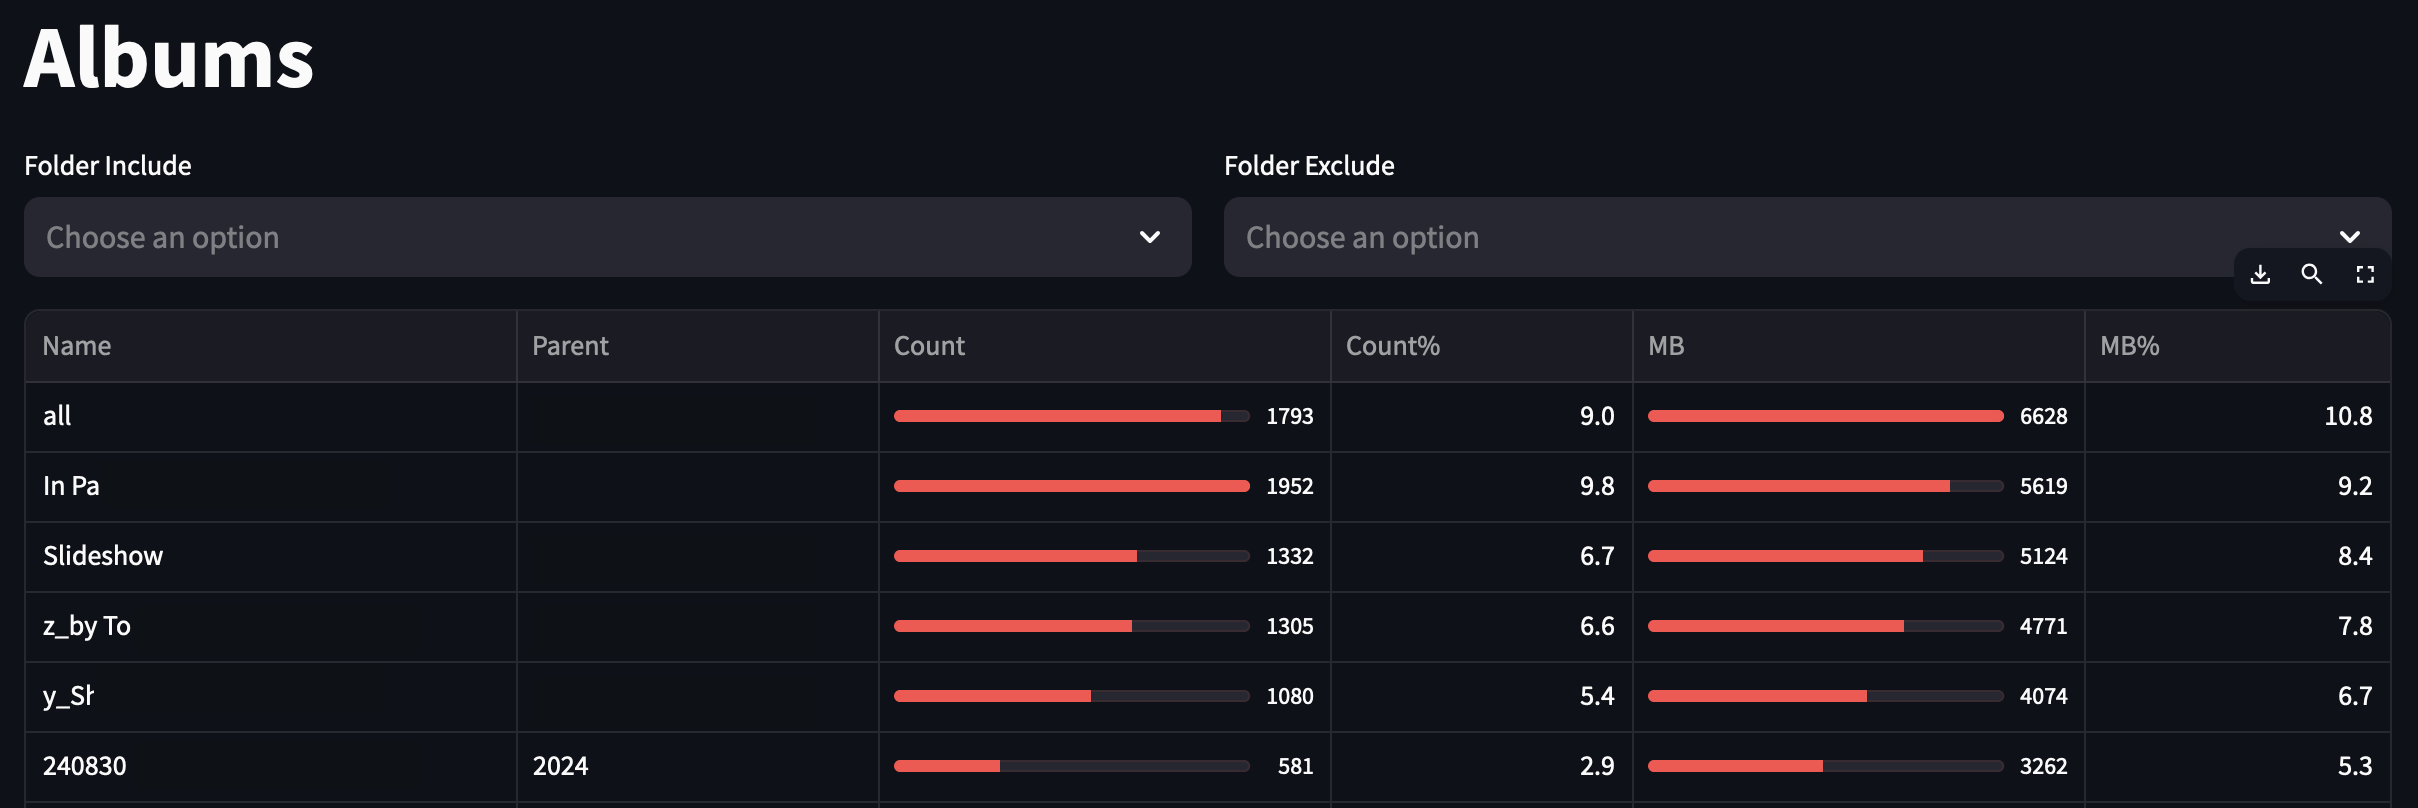 Albums
Folder Include
Folder Exclude
Choose an option
Choose an option
Name Parent Count Count% MB MB%
all 1793 9.0 6628 10.8
In Pa 1952 9.8 5619 9.2
Slideshow 1332 6.7 5124 8.4
z_by To 1305 6.6 4771 7.8
y_Sh 1080 5.4 4074 6.7
240830 2024 581 2.9 3262 5.3